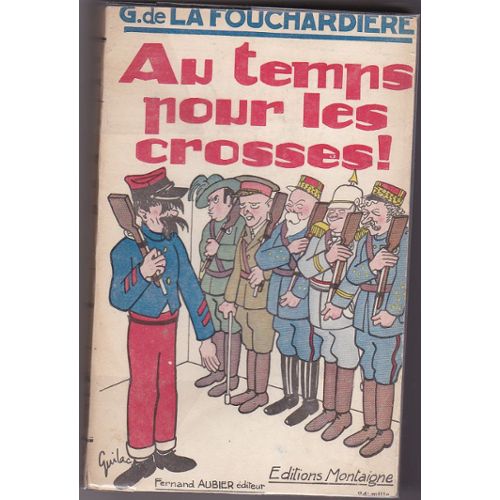 G. de LA FOUCHARDIÈRE
Au temps
pour les
crosses!
Guilac
Fernand AUBIER éditeur
Editions Montaigne